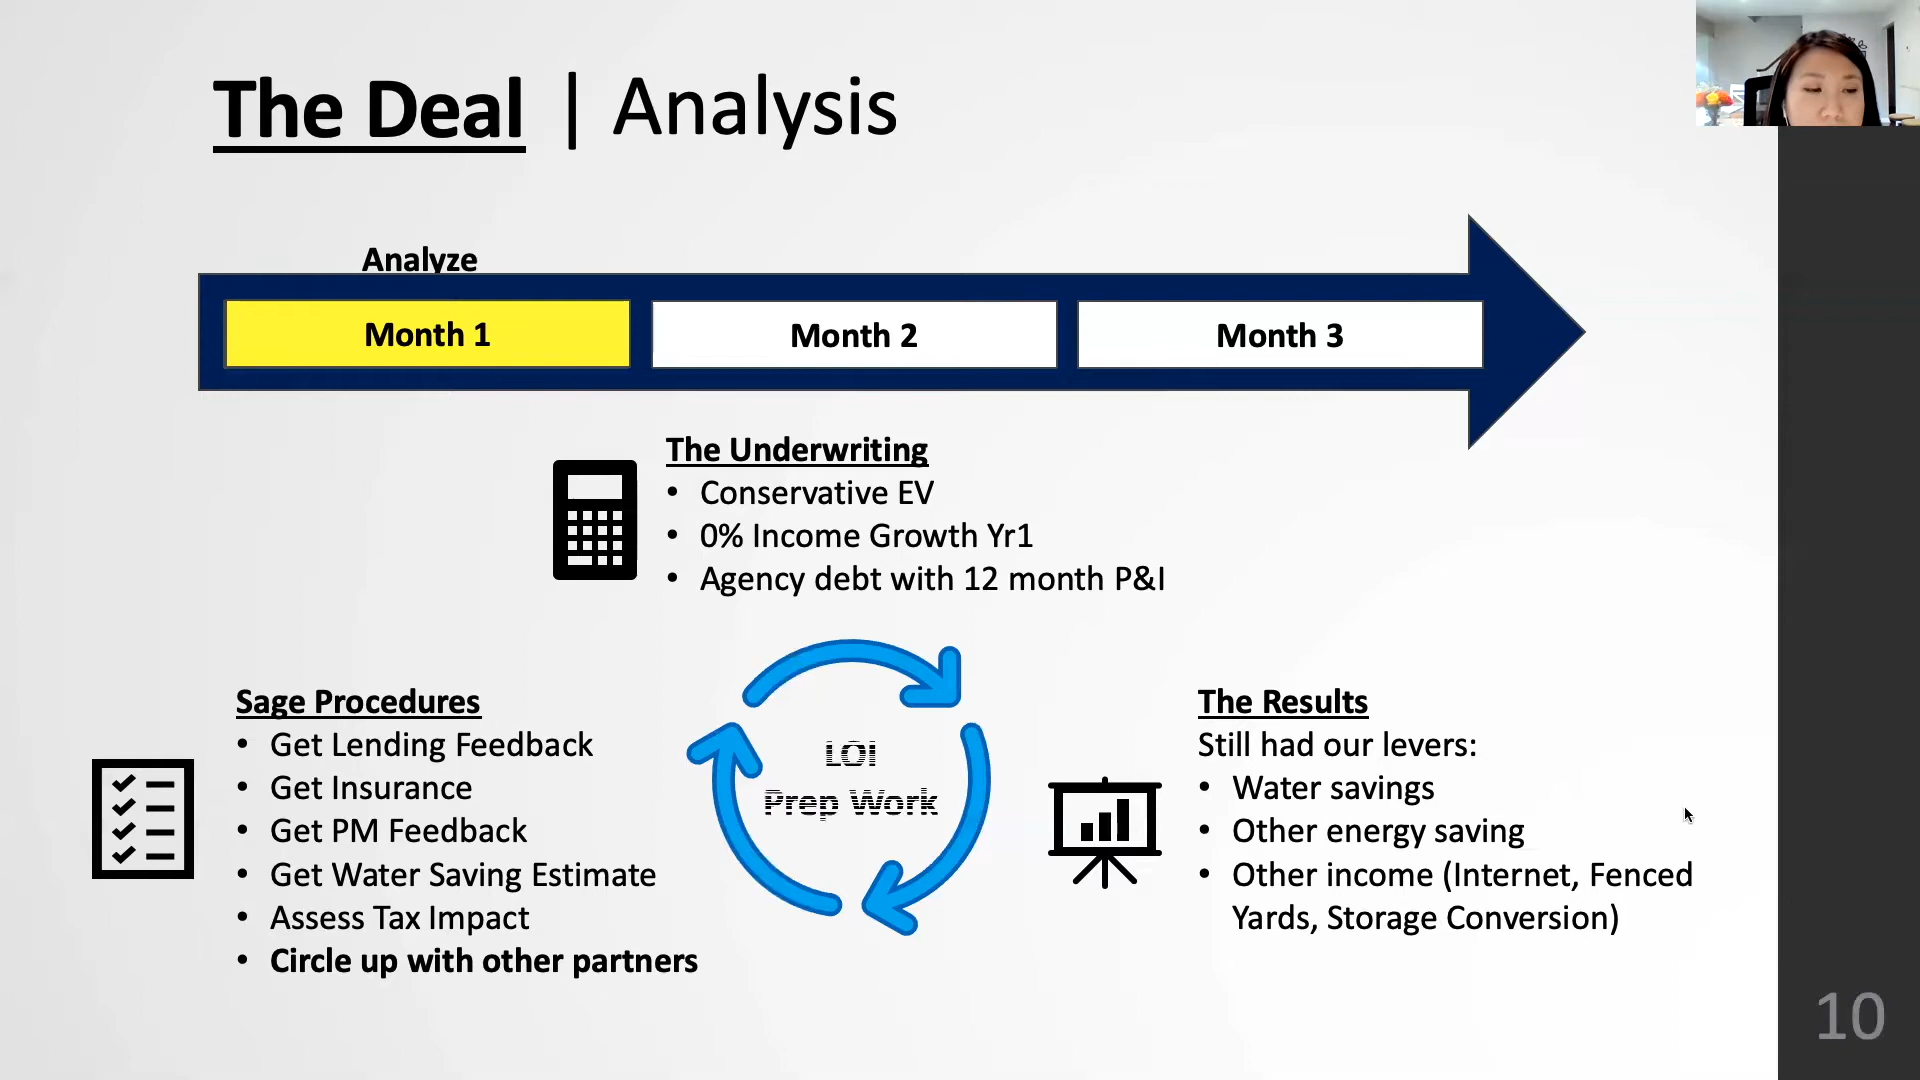 The Deal | Analysis
Analyze
Month 1
Month 2
Month 3
The Underwriting
• Conservative EV
• 0% Income Growth Yr1
• Agency debt with 12 month P&I
Sage Procedures
• Get Lending Feedback
• Get Insurance
• Get PM Feedback
• Get Water Saving Estimate
• Assess Tax Impact
• Circle up with other partners
LOI
Prep Work
The Results
Still had our levers:
• Water savings
• Other energy saving
• Other income (Internet, Fenced
Yards, Storage Conversion)
10